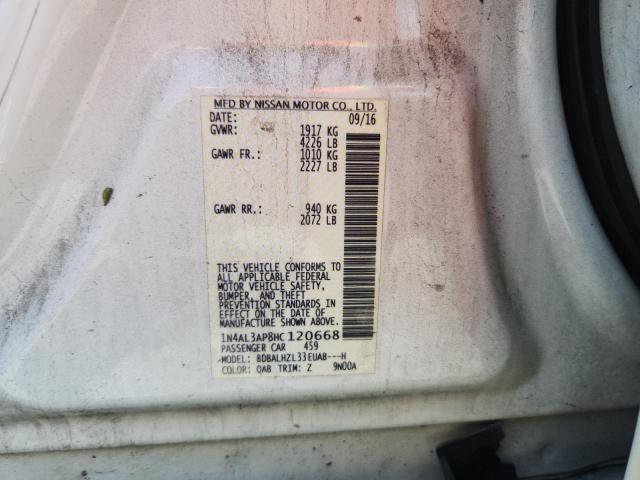 MFD BY NISSAN MOTOR CO., LTD.
DATE: 09/16
GVWR: 1917 KG
4226 LB
GAWR FR.: 1010 KG
2227 LB
GAWR RR.: 940 KG
2072 LB
THIS VEHICLE CONFORMS TO
ALL APPLICABLE FEDERAL
MOTOR VEHICLE SAFETY,
BUMPER, AND THEFT
PREVENTION STANDARDS IN
EFFECT ON THE DATE OF
MANUFACTURE SHOWN ABOVE.
1N4AL3AP8HC120668
PASSENGER CAR 459
-MODEL: BDBALHZL33EUAB---H
COLOR: QAB TRIM: Z 9N00A